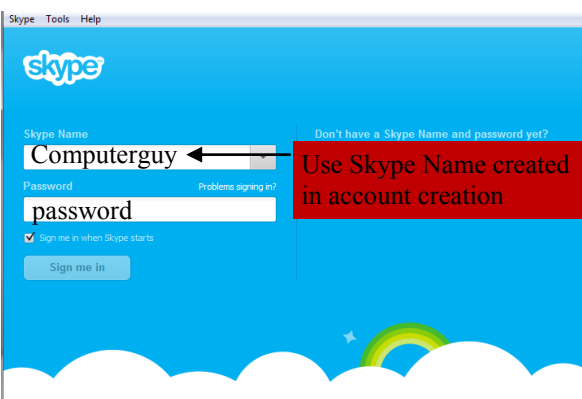 Skype Tools Help
skype
Skype Name
Computerguy
Password
Problems signing in?
password
Sign me in when Skype starts
Sign me in
Don't have a Skype Name and password yet?
Use Skype Name created
in account creation